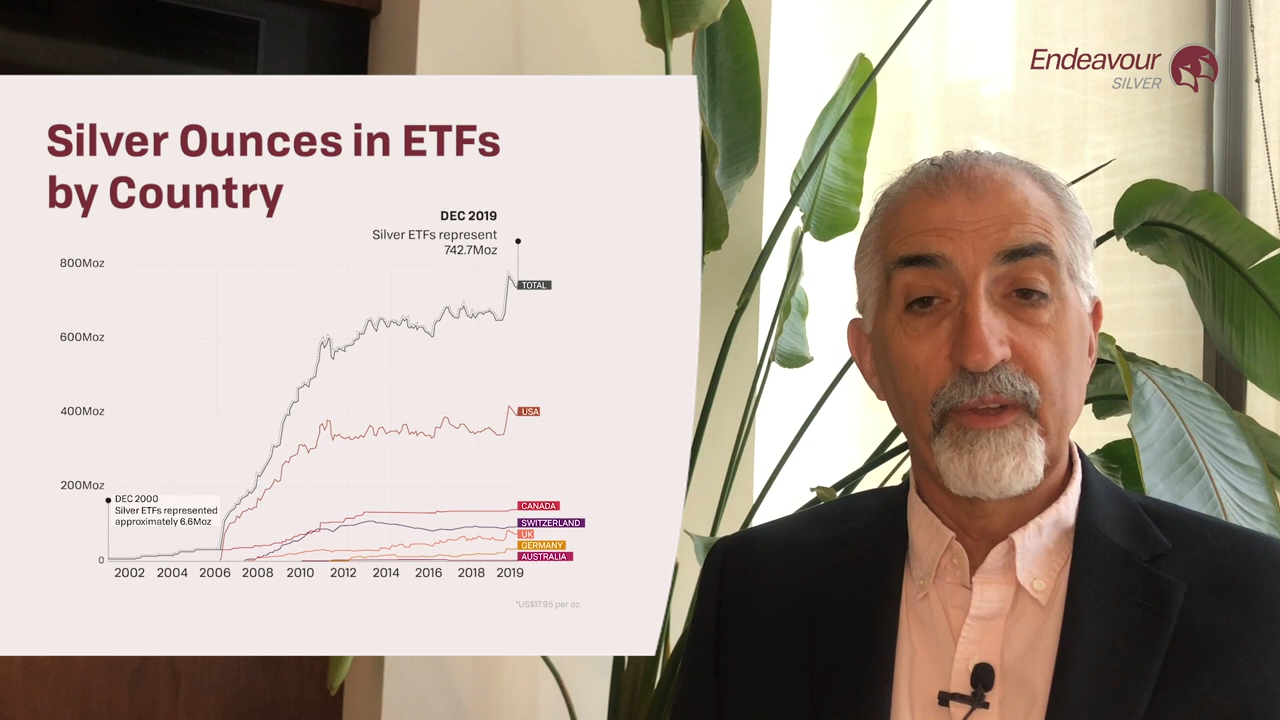 Endeavour
SILVER
Silver Ounces in ETFs
by Country
DEC 2019
Silver ETFs represent
742.7Moz
800Moz
TOTAL
600Moz
400Moz
USA
200Moz
DEC 2000
Silver ETFs represented
approximately 6.6Moz
CANADA
SWITZERLAND
UK
GERMANY
AUSTRALIA
0
2002 2004 2006 2008 2010 2012 2014 2016 2018 2019
*US$17.95 per oz.